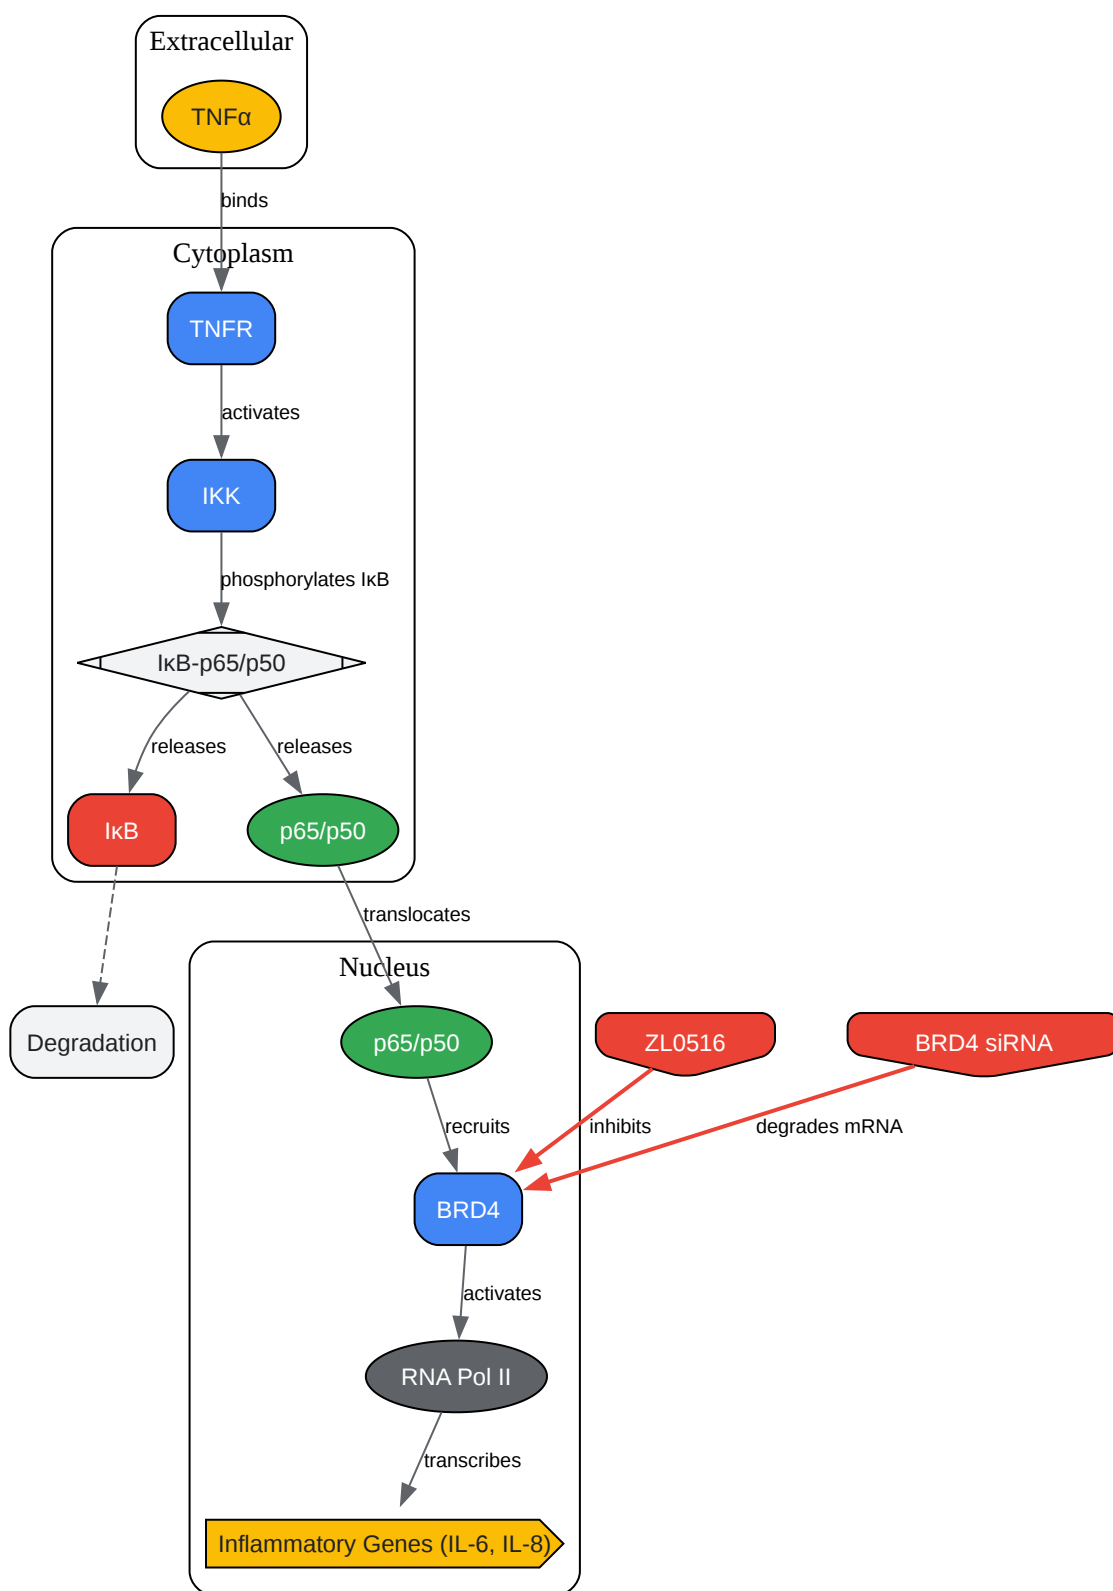 Extracellular
TNFα
binds
Cytoplasm
TNFR
activates
IKK
phosphorylates IκB
IκB-p65/p50
releases
releases
IκB
p65/p50
translocates
Nucleus
Degradation
p65/p50
ZL0516
BRD4 siRNA
recruits
inhibits
degrades mRNA
BRD4
activates
RNA Pol II
transcribes
Inflammatory Genes (IL-6, IL-8)